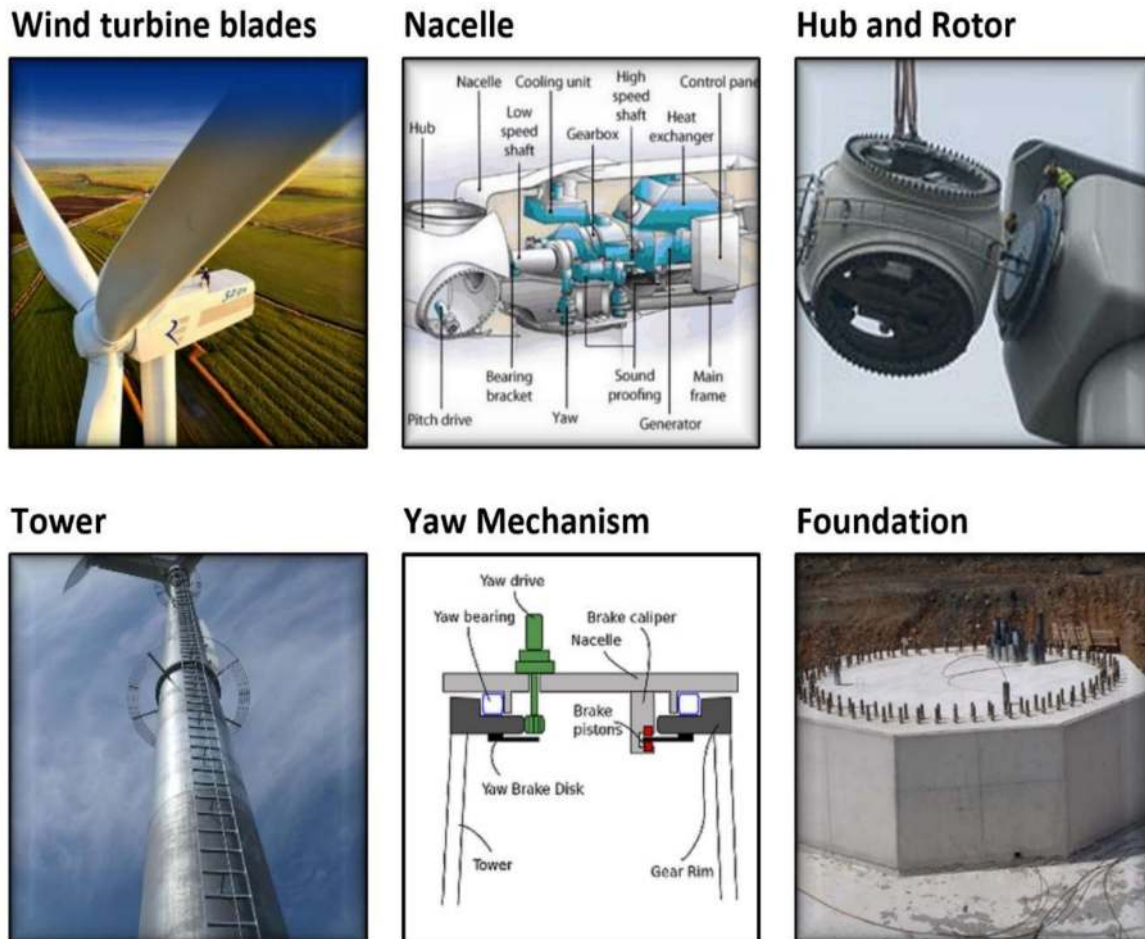 Wind turbine blades
Nacelle
Hub and Rotor
Nacelle
Cooling unit
High
speed
shaft
Control pane
Hub
Low
speed
shaft
Gearbox
Heat
exchanger
Pitch drive
Bearing
bracket
Yaw
Sound
proofing
Generator
Main
frame
Tower
Yaw Mechanism
Foundation
Yaw drive
Yaw bearing
Brake caliper
Nacelle
Brake
pistons
Yaw Brake Disk
Tower
Gear Rim